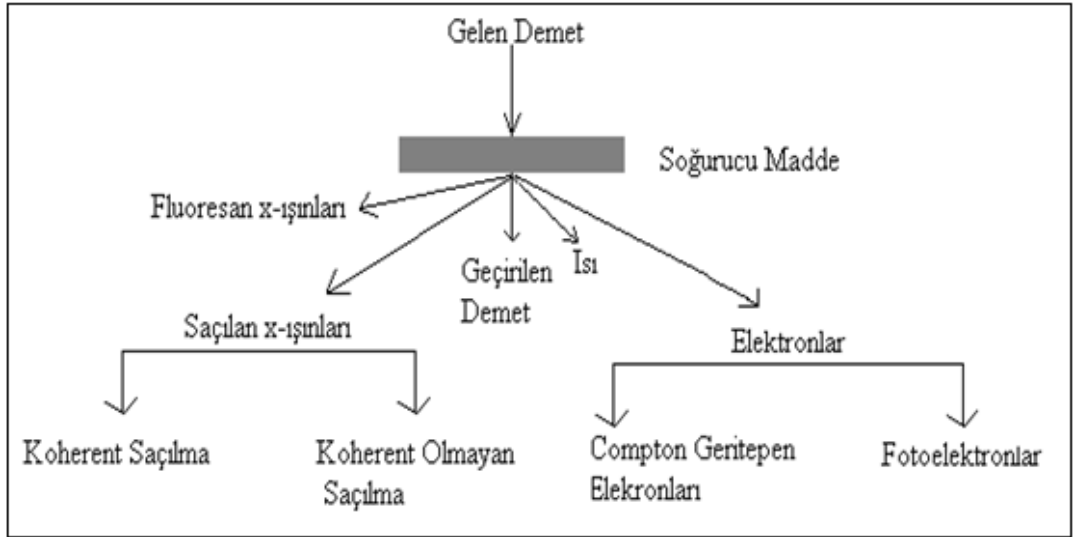 Gelen Demet
Soğurucu Madde
Fluoresan x-ışınları
Geçirilen
Demet
Isı
Saçılan x-ışınları
Elektronlar
Koherent Saçılma
Koherent Olmayan
Saçılma
Compton Geritepen
Elekronları
Fotoelektronlar